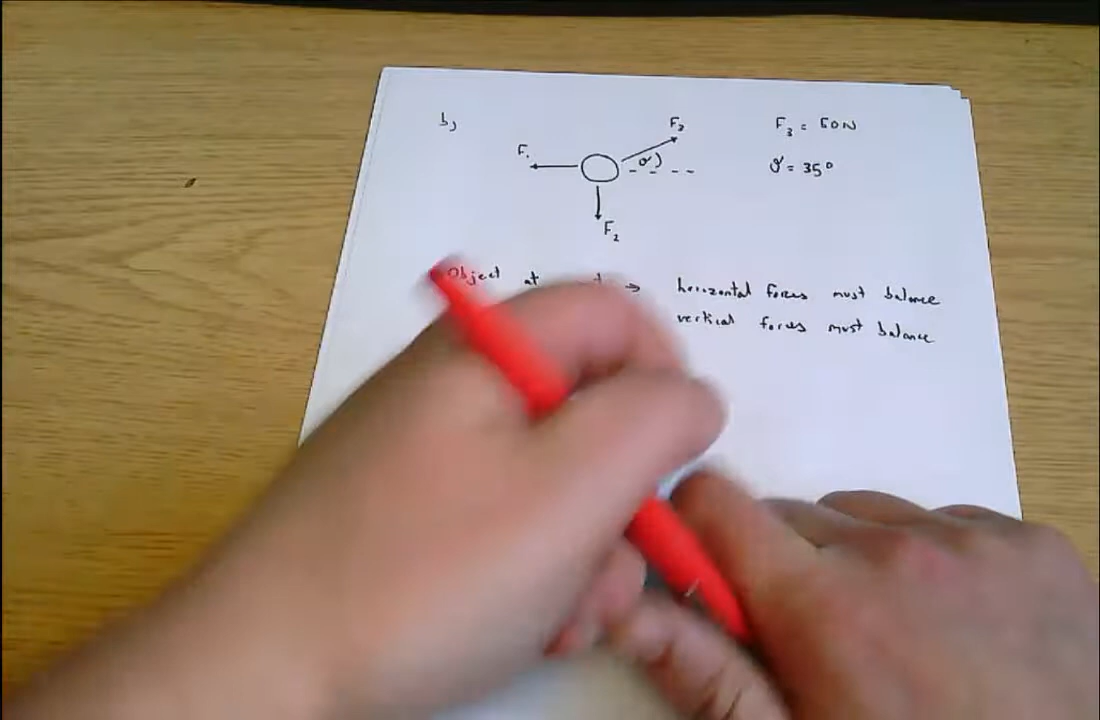 b)
F₃
F₃ = 50N
F₁
θ)
θ = 35°
F₂
Object at → horizontal forces must balance
vertical forces must balance